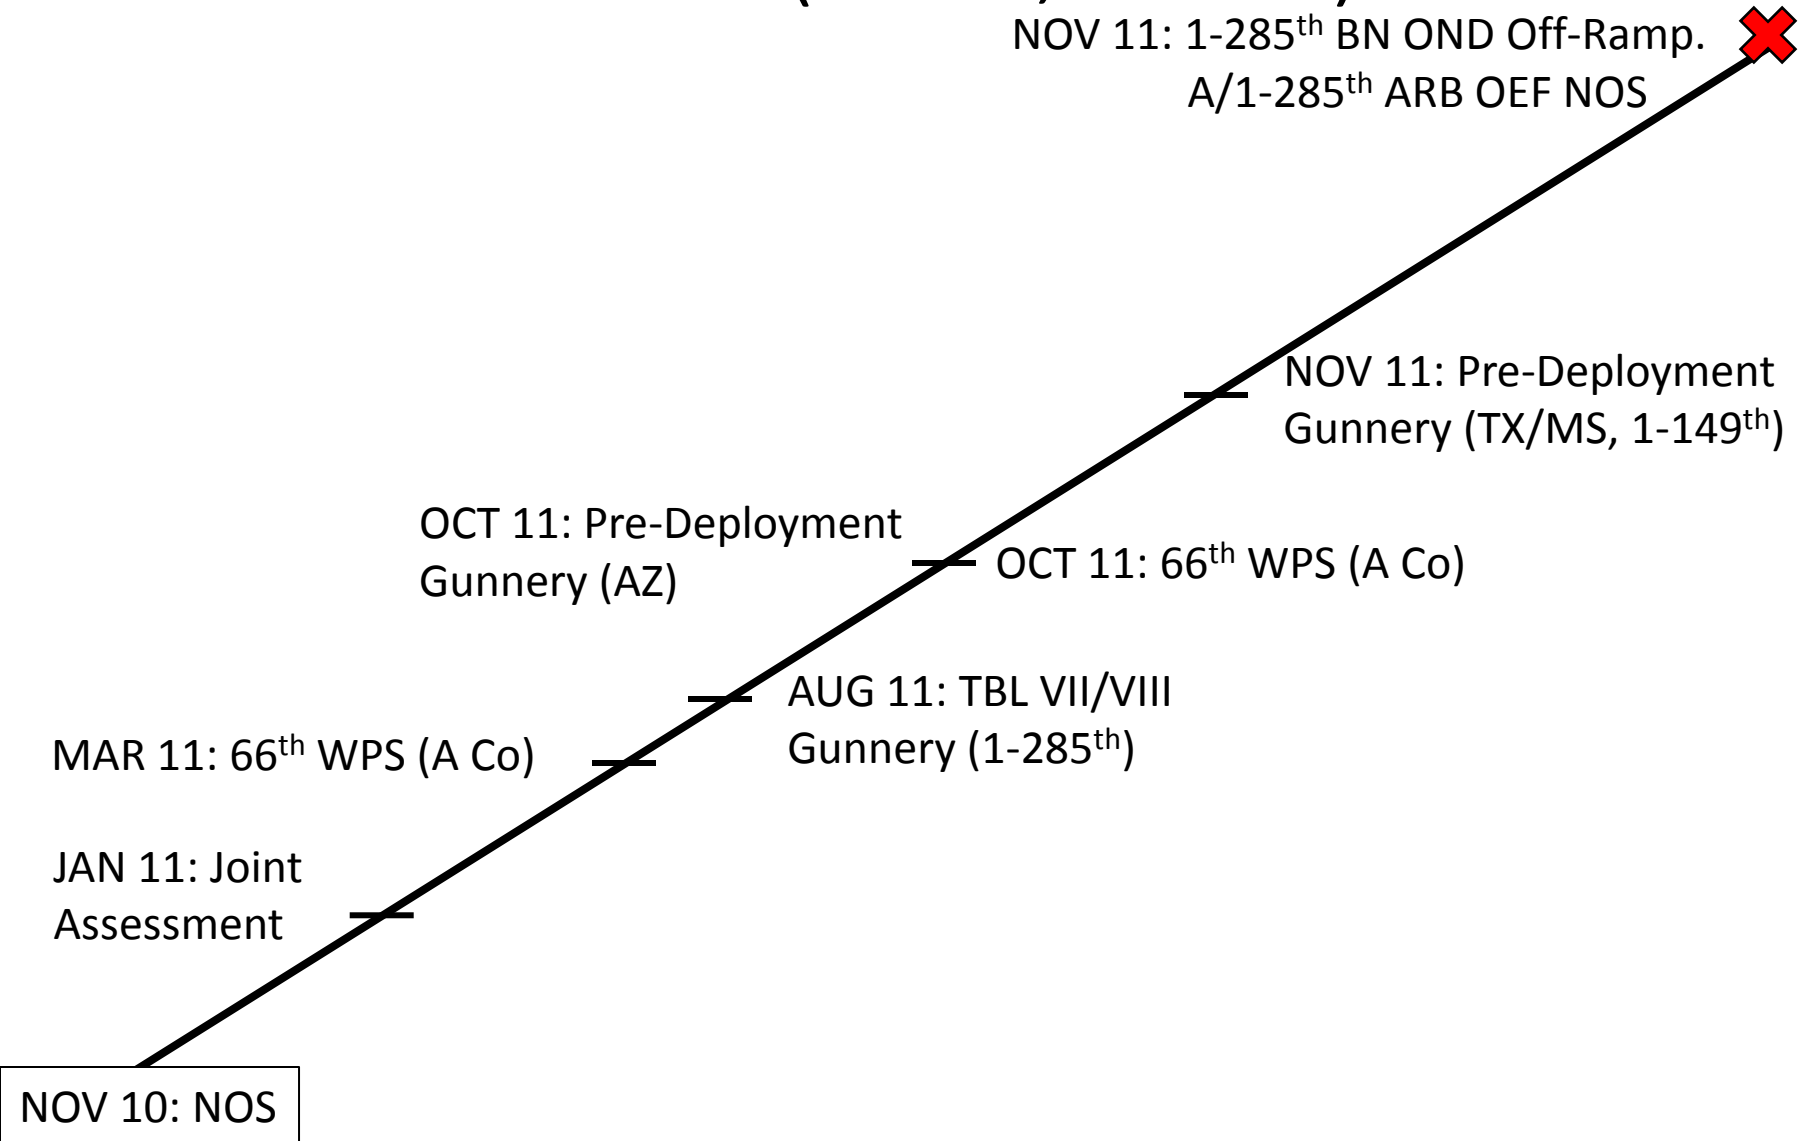 NOV 11: 1-285th BN OND Off-Ramp.
A/1-285th ARB OEF NOS
NOV 11: Pre-Deployment
Gunnery (TX/MS, 1-149th)
OCT 11: Pre-Deployment
Gunnery (AZ)
OCT 11: 66th WPS (A Co)
AUG 11: TBL VII/VIII
Gunnery (1-285th)
MAR 11: 66th WPS (A Co)
JAN 11: Joint
Assessment
NOV 10: NOS